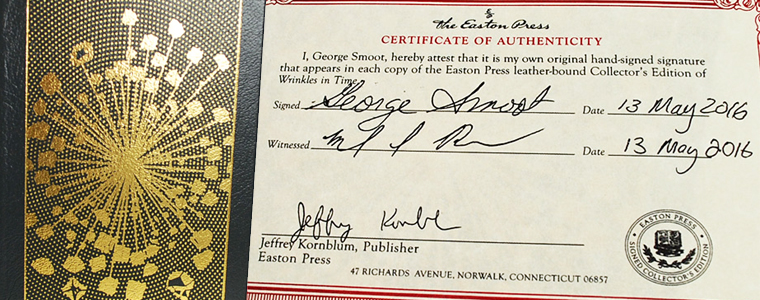 The Easton Press
CERTIFICATE OF AUTHENTICITY
I, George Smoot, hereby attest that it is my own original hand-signed signature
that appears in each copy of the Easton Press leather-bound Collector's Edition of
Wrinkles in Time.
Signed George Smoot Date 13 May 2016
Witnessed Date 13 May 2016
Jeffrey Kornbl
Jeffrey Kornblum, Publisher
Easton Press
47 RICHARDS AVENUE, NORWALK, CONNECTICUT 06857
EASTON PRESS
SIGNED COLLECTOR'S EDITION